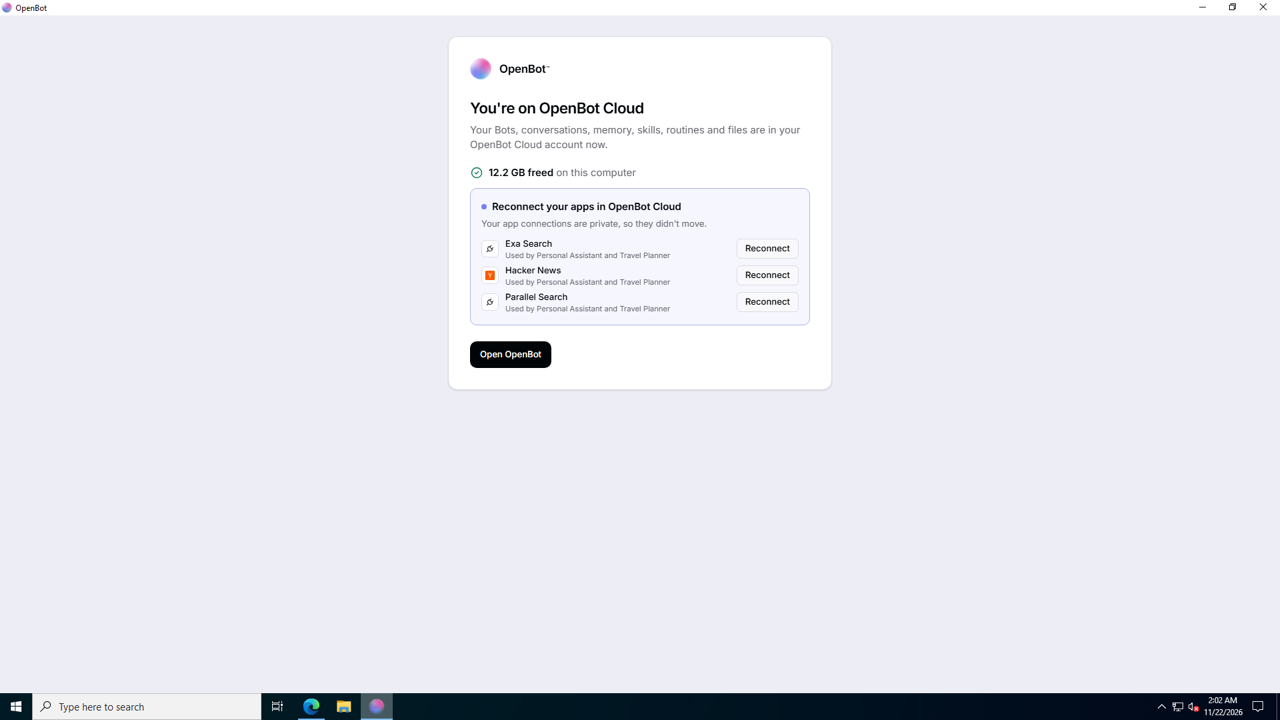 OpenBot
OpenBot™
You're on OpenBot Cloud
Your Bots, conversations, memory, skills, routines and files are in your
OpenBot Cloud account now.
12.2 GB freed on this computer
Reconnect your apps in OpenBot Cloud
Your app connections are private, so they didn't move.
Exa Search
Used by Personal Assistant and Travel Planner
Reconnect
Y
Hacker News
Used by Personal Assistant and Travel Planner
Reconnect
Parallel Search
Used by Personal Assistant and Travel Planner
Reconnect
Open OpenBot
Type here to search
2:02 AM
11/22/2026